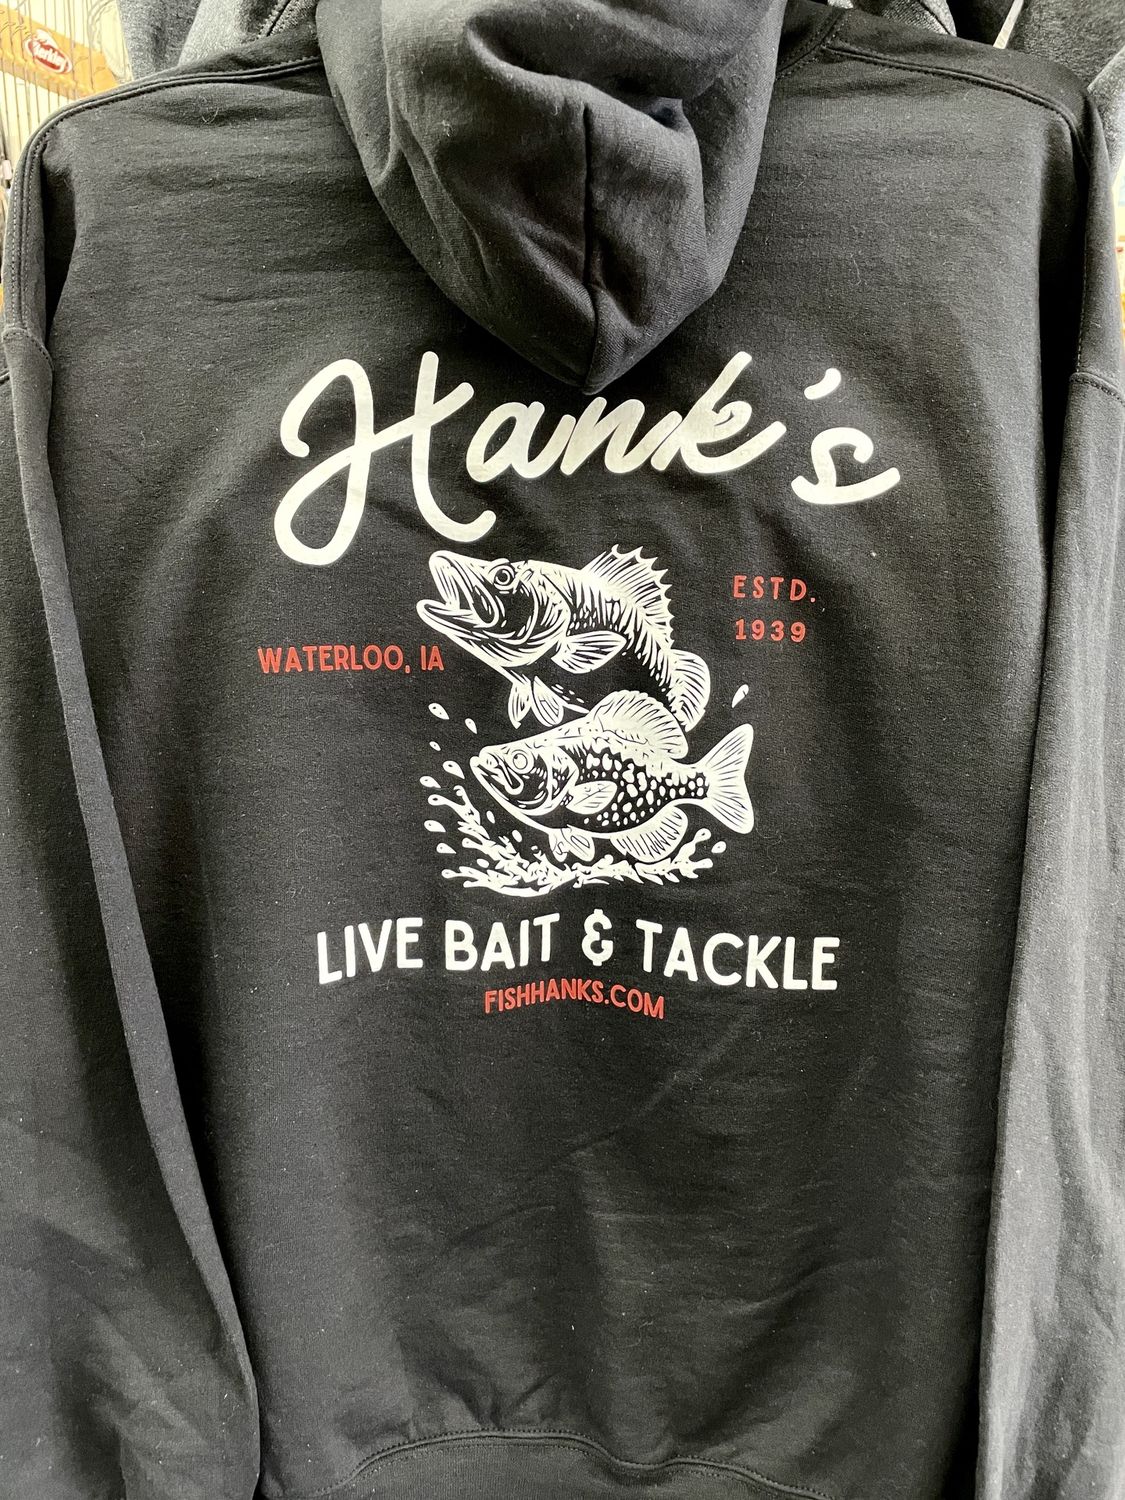 Hank's
ESTD.
1939
WATERLOO, IA
LIVE BAIT & TACKLE
FISHHANKS.COM